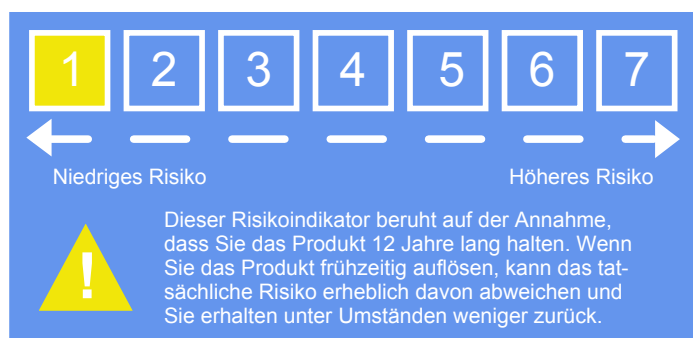 1 2 3 4 5 6 7
Niedriges Risiko Höheres Risiko
Dieser Risikoindikator beruht auf der Annahme,
dass Sie das Produkt 12 Jahre lang halten. Wenn
Sie das Produkt frühzeitig auflösen, kann das tat-
sächliche Risiko erheblich davon abweichen und
Sie erhalten unter Umständen weniger zurück.
!